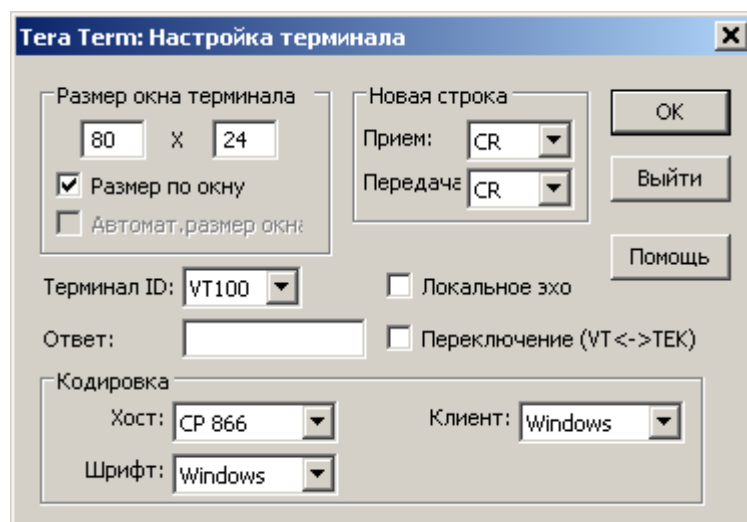 Tera Term: Настройка терминала
Размер окна терминала
80 X 24
Размер по окну
Автомат.размер окна
Новая строка
Прием: CR
Передача CR
OK
Выйти
Помощь
Терминал ID: VT100
Локальное эхо
Ответ:
Переключение (VT<->TEK)
Кодировка
Хост: CP 866
Клиент: Windows
Шрифт: Windows